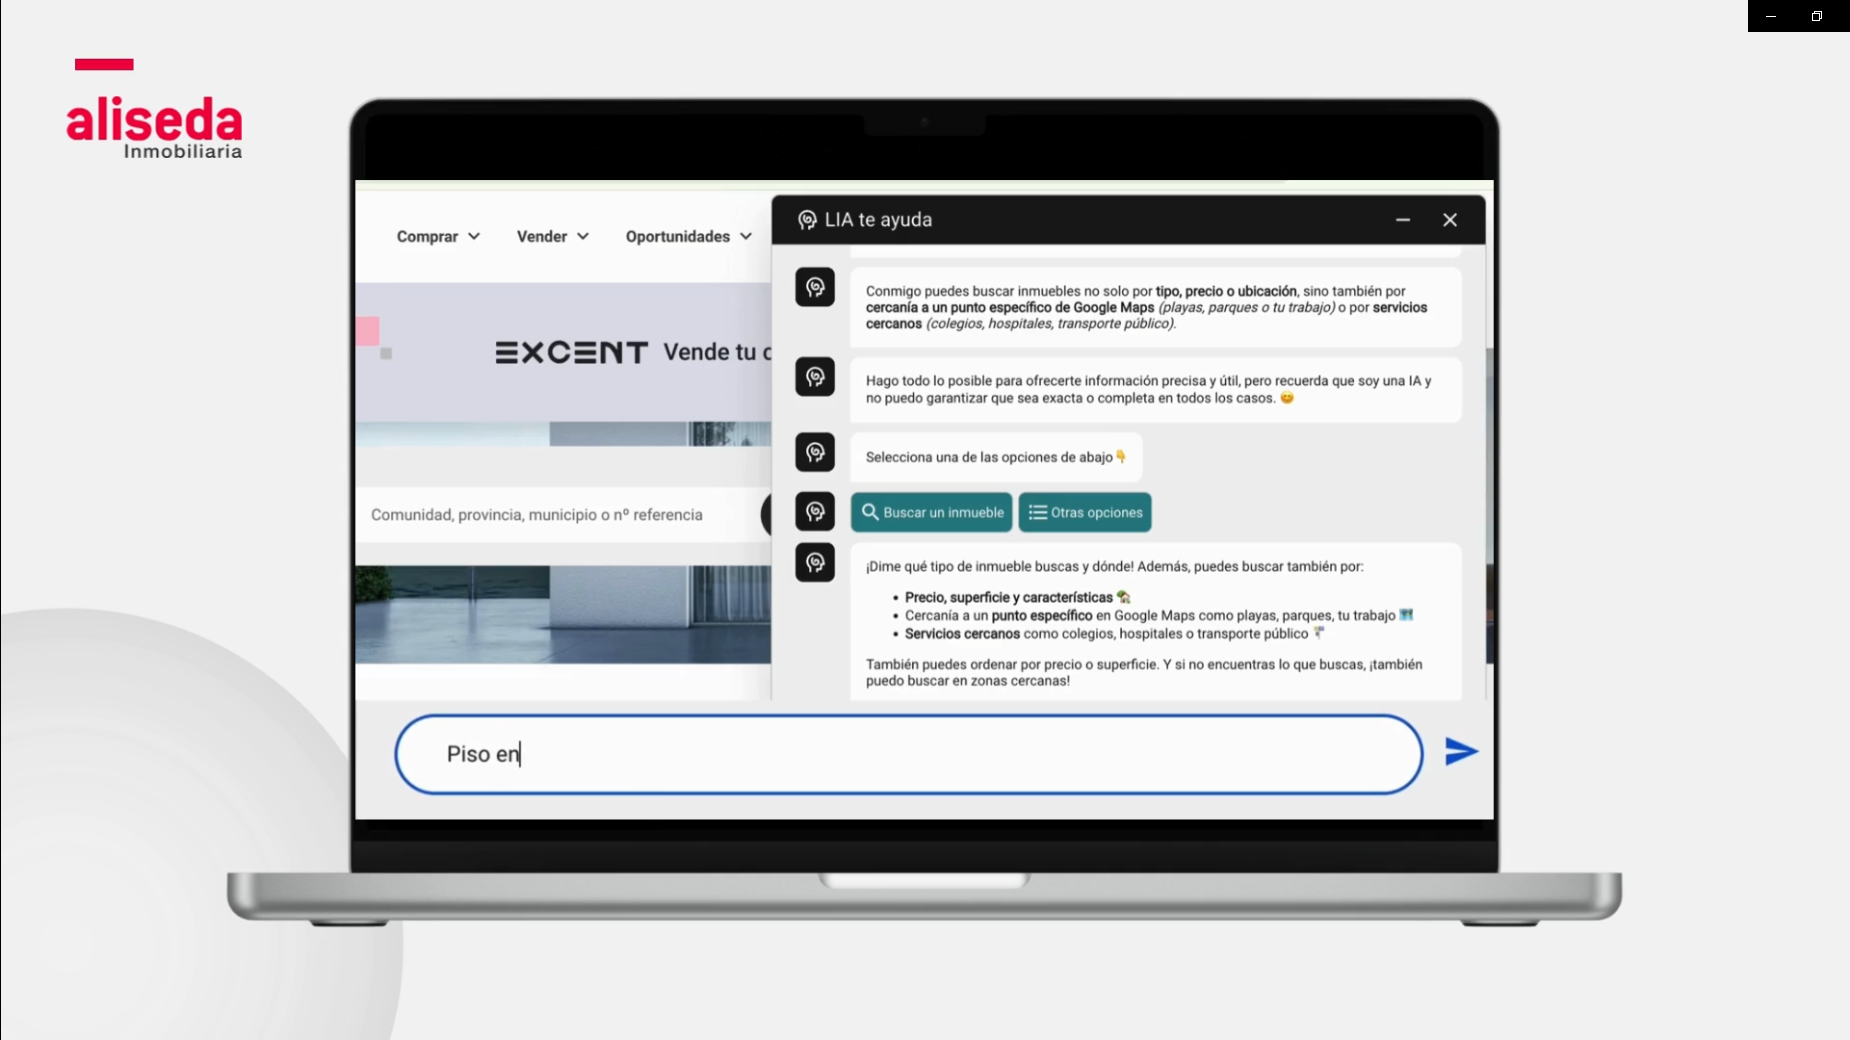 aliseda
Inmobiliaria
Comprar
Vender
Oportunidades
EXCENT Vende tu
Comunidad, provincia, municipio o nº referencia
LIA te ayuda
Conmigo puedes buscar inmuebles no solo por tipo, precio o ubicación, sino también por
cercanía a un punto específico de Google Maps (playas, parques o tu trabajo) o por servicios
cercanos (colegios, hospitales, transporte público).
Hago todo lo posible para ofrecerte información precisa y útil, pero recuerda que soy una IA y
no puedo garantizar que sea exacta o completa en todos los casos. 😊
Selecciona una de las opciones de abajo👇
Buscar un inmueble
Otras opciones
¡Dime qué tipo de inmueble buscas y dónde! Además, puedes buscar también por:
• Precio, superficie y características 🏡
• Cercanía a un punto específico en Google Maps como playas, parques, tu trabajo 🗺️
• Servicios cercanos como colegios, hospitales o transporte público 🚏
También puedes ordenar por precio o superficie. Y si no encuentras lo que buscas, ¡también
puedo buscar en zonas cercanas!
Piso en